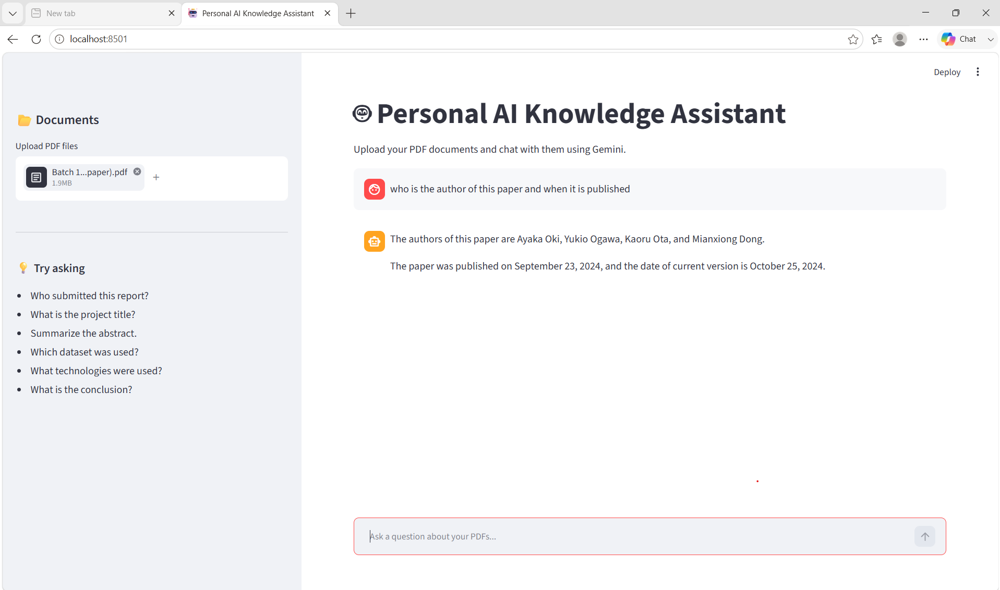 New tab
Personal AI Knowledge Assistant
localhost:8501
Chat
Deploy
Documents
Upload PDF files
Batch 1...paper).pdf
1.9MB
Try asking
• Who submitted this report?
• What is the project title?
• Summarize the abstract.
• Which dataset was used?
• What technologies were used?
• What is the conclusion?
Personal AI Knowledge Assistant
Upload your PDF documents and chat with them using Gemini.
who is the author of this paper and when it is published
The authors of this paper are Ayaka Oki, Yukio Ogawa, Kaoru Ota, and Mianxiong Dong.
The paper was published on September 23, 2024, and the date of current version is October 25, 2024.
Ask a question about your PDFs...